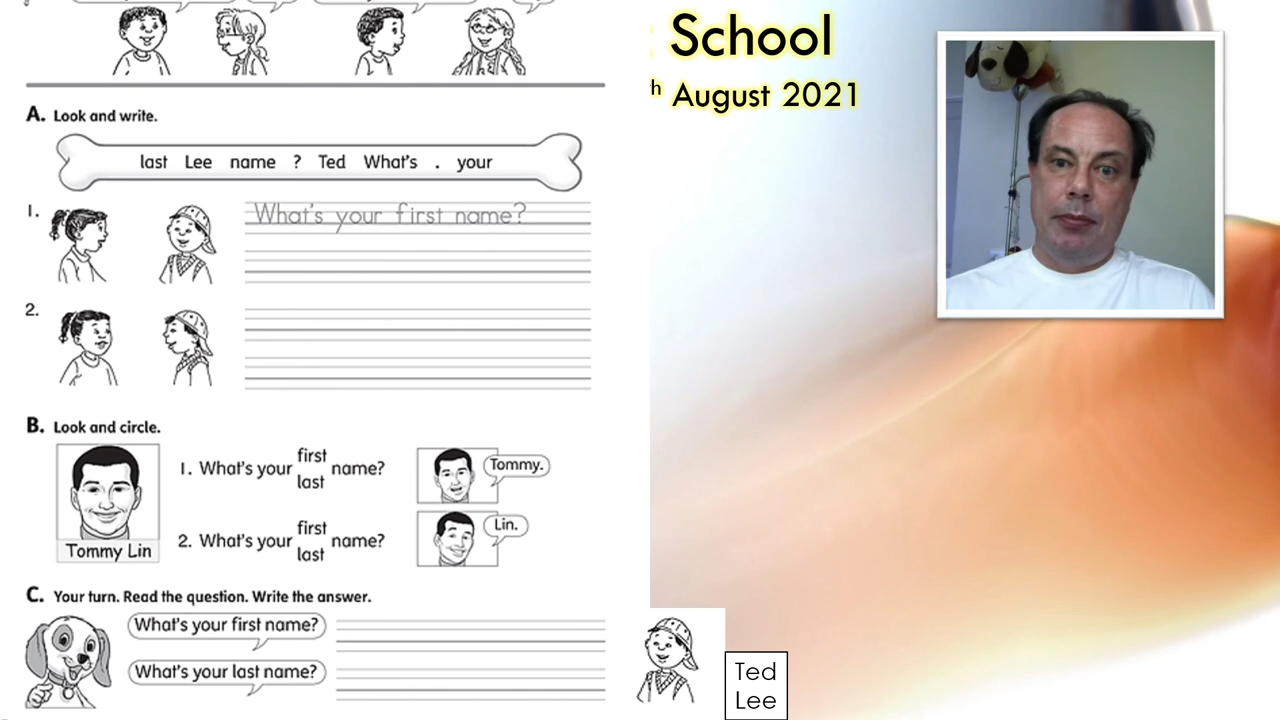 A. Look and write.
last Lee name ? Ted What's . your
1. What's your first name?
2.
B. Look and circle.
1. What's your first last name?
Tommy.
2. What's your first last name?
Lin.
Tommy Lin
C. Your turn. Read the question. Write the answer.
What's your first name?
What's your last name?
School
h August 2021
Ted
Lee